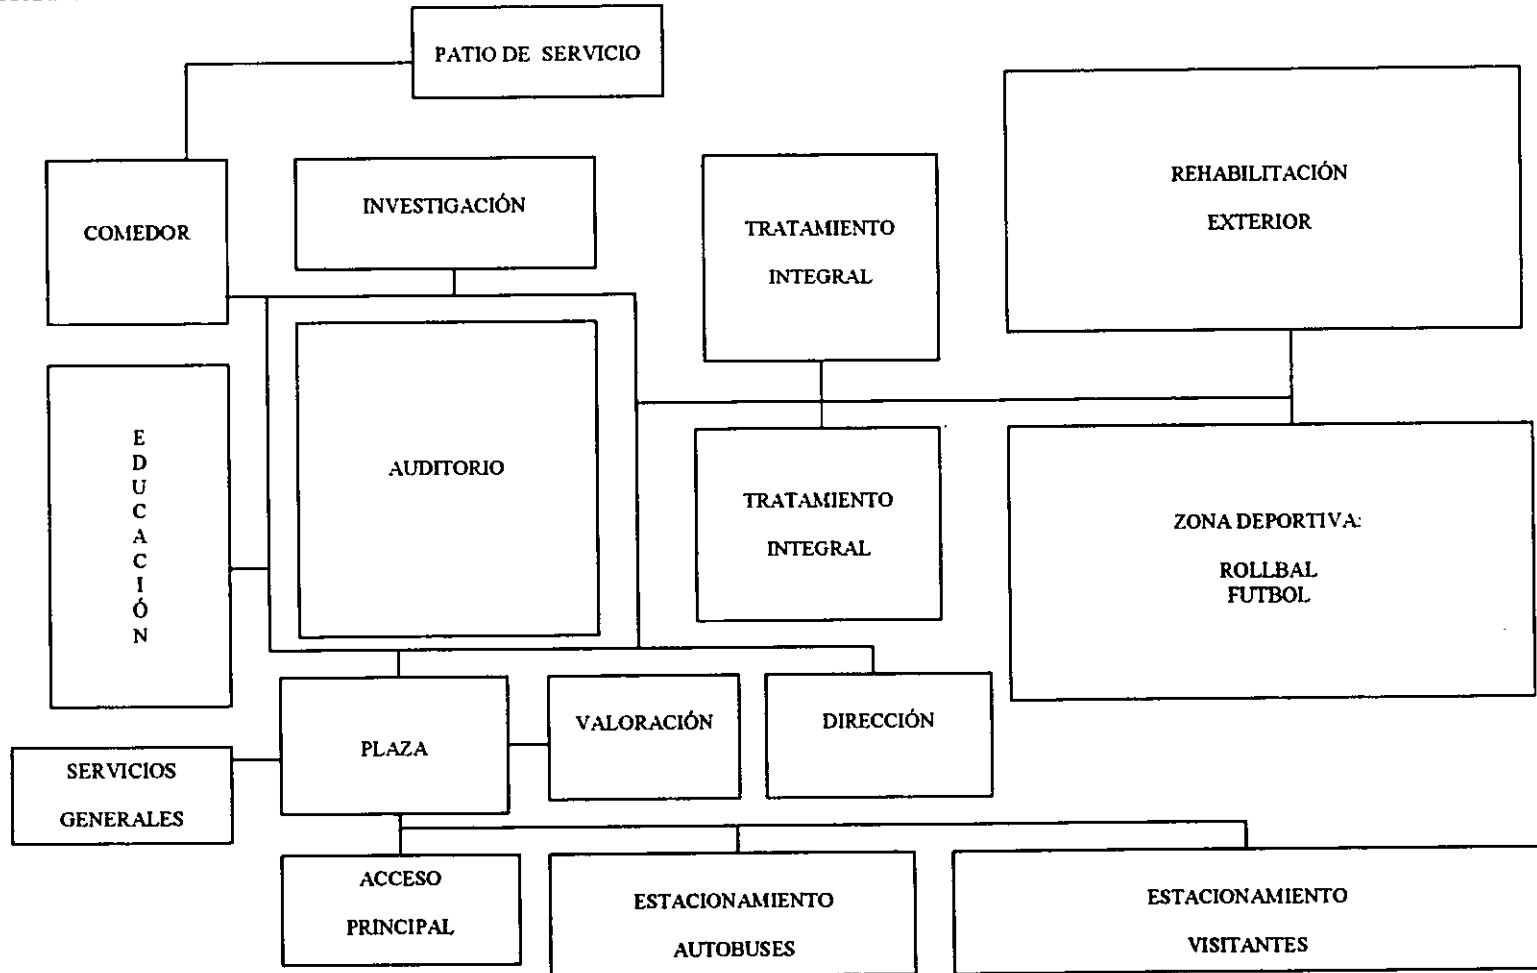 PATIO DE SERVICIO
COMEDOR
INVESTIGACIÓN
TRATAMIENTO
INTEGRAL
REHABILITACIÓN
EXTERIOR
E
D
U
C
A
C
I
Ó
N
AUDITORIO
TRATAMIENTO
INTEGRAL
ZONA DEPORTIVA:
ROLLBAL
FUTBOL
PLAZA
VALORACIÓN
DIRECCIÓN
SERVICIOS
GENERALES
ACCESO
PRINCIPAL
ESTACIONAMIENTO
AUTOBUSES
ESTACIONAMIENTO
VISITANTES